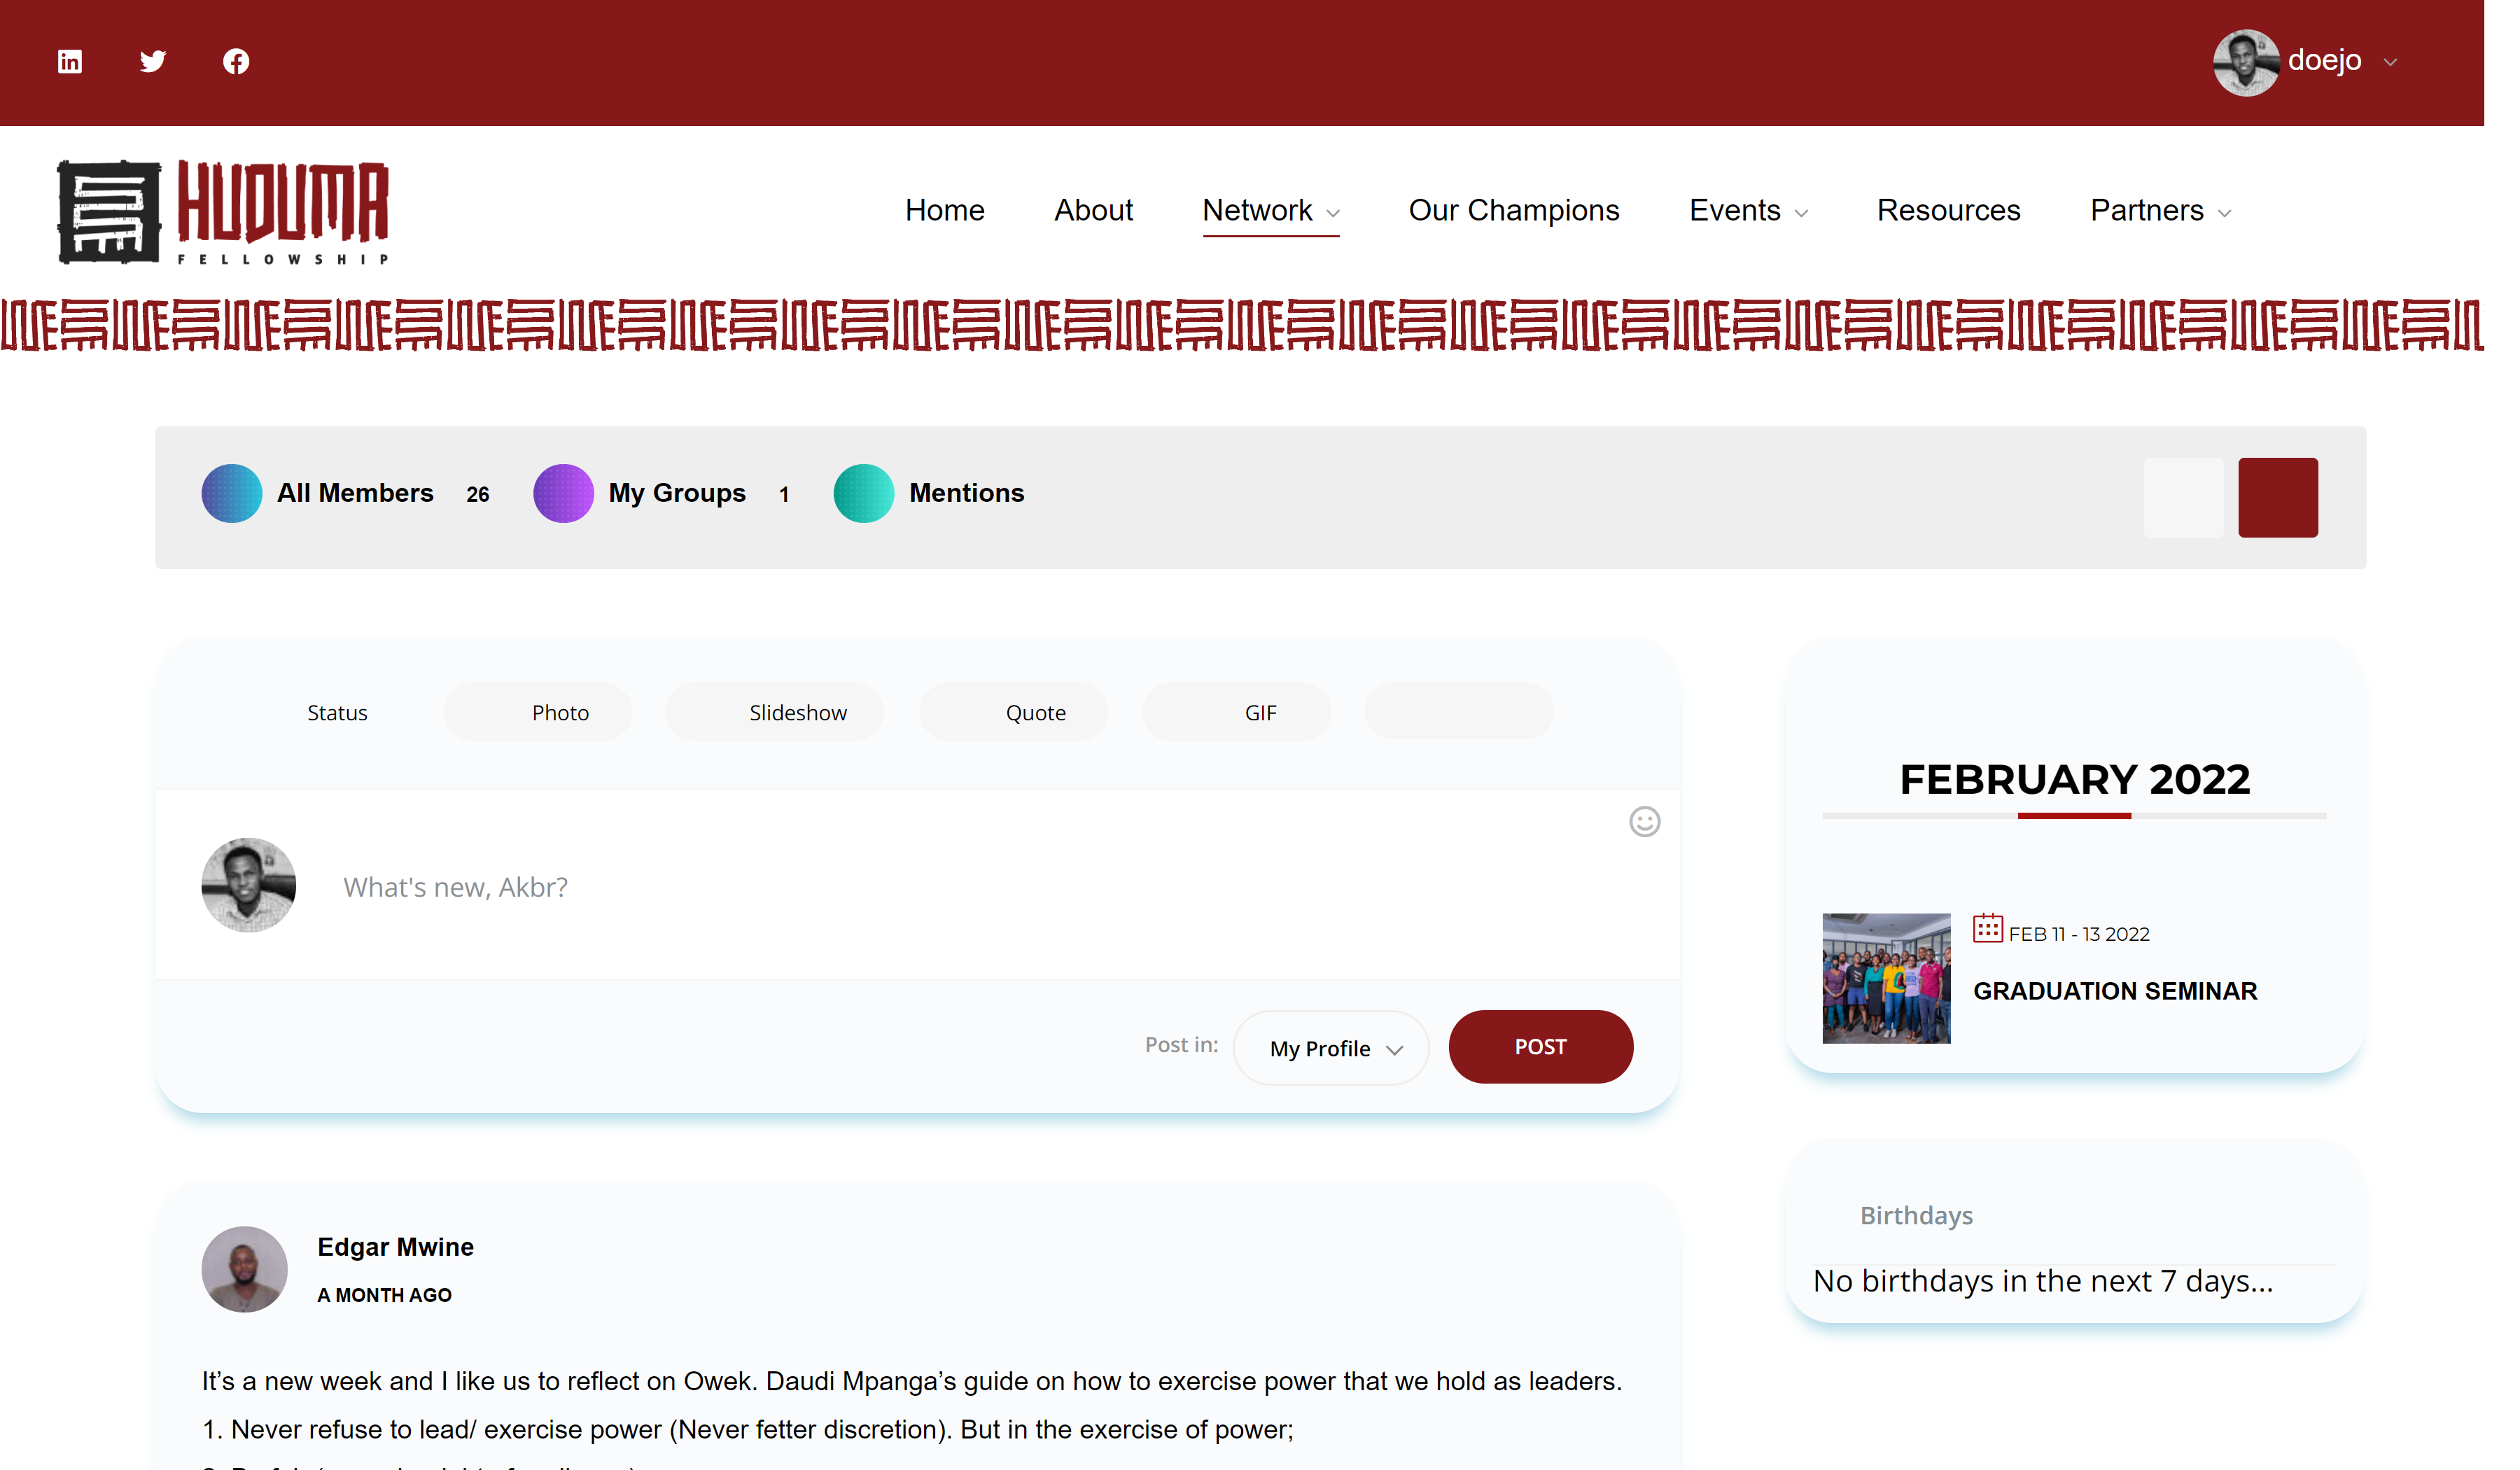 doejo
HUDUMA
FELLOWSHIP
Home About Network Our Champions Events Resources Partners
All Members 26 My Groups 1 Mentions
Status Photo Slideshow Quote GIF
What's new, Akbr?
Post in: My Profile POST
FEBRUARY 2022
FEB 11 - 13 2022
GRADUATION SEMINAR
Birthdays
No birthdays in the next 7 days...
Edgar Mwine
A MONTH AGO
It’s a new week and I like us to reflect on Owek. Daudi Mpanga’s guide on how to exercise power that we hold as leaders.
1. Never refuse to lead/ exercise power (Never fetter discretion). But in the exercise of power;